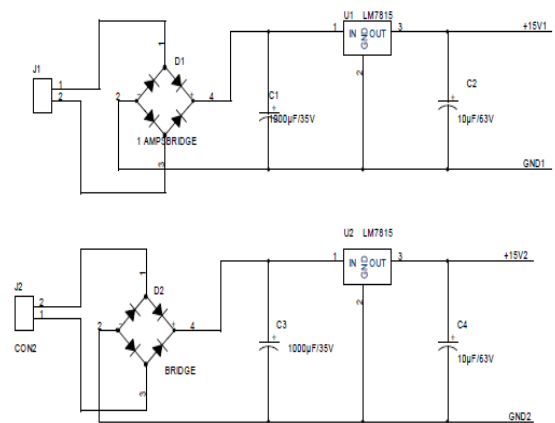 U1 LM7815
1
IN OUT
GND
3
+15V1
J1
1
2
1
D1
2
-
+
4
2
C1
+
1000µF/35V
C2
+
10µF/63V
1 AMPSBRIDGE
3
GND1
U2 LM7815
1
IN OUT
GND
3
+15V2
J2
2
1
1
D2
2
-
+
4
2
CON2
C3
+
1000µF/35V
C4
+
10µF/63V
BRIDGE
3
GND2